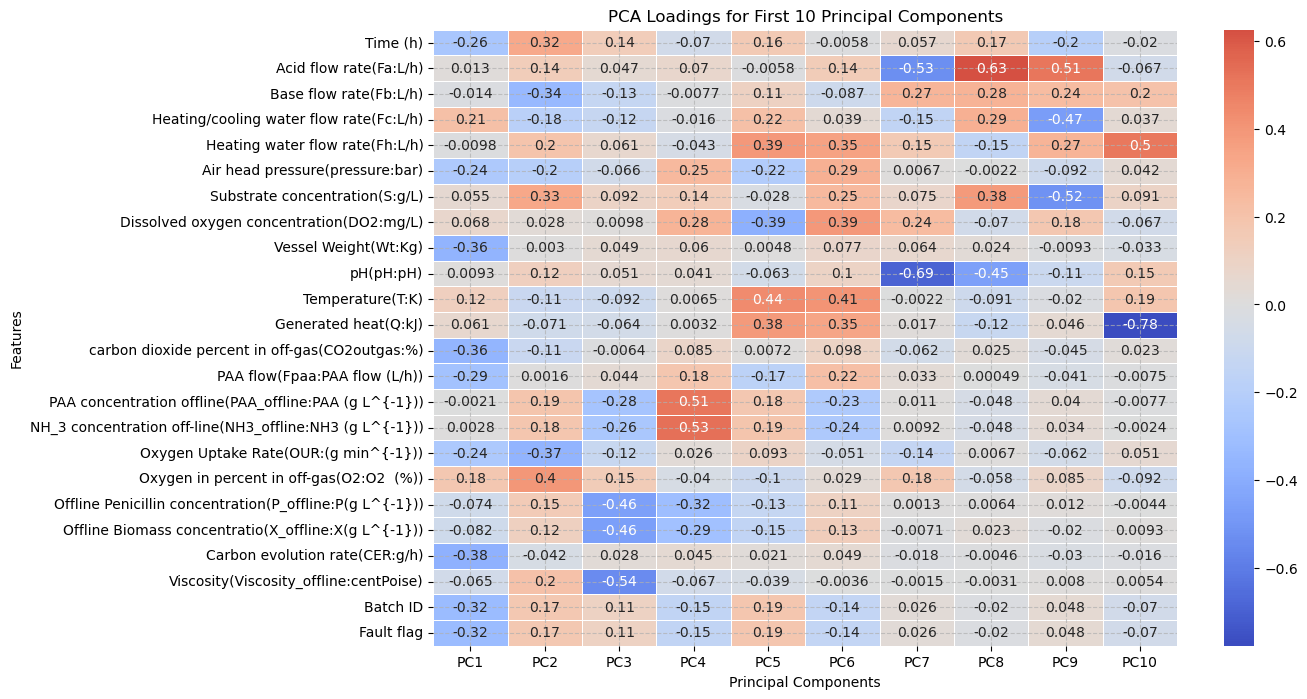 PCA Loadings for First 10 Principal Components
Time (h) -0.26 0.32 0.14 -0.07 0.16 -0.0058 0.057 0.17 -0.2 -0.02
Acid flow rate(Fa:L/h) 0.013 0.14 0.047 0.07 -0.0058 0.14 -0.53 0.63 0.51 -0.067
Base flow rate(Fb:L/h) -0.014 -0.34 -0.13 -0.0077 0.11 -0.087 0.27 0.28 0.24 0.2
Heating/cooling water flow rate(Fc:L/h) 0.21 -0.18 -0.12 -0.016 0.22 0.039 -0.15 0.29 -0.47 0.037
Heating water flow rate(Fh:L/h) -0.0098 0.2 0.061 -0.043 0.39 0.35 0.15 -0.15 0.27 0.5
Air head pressure(pressure:bar) -0.24 -0.2 -0.066 0.25 -0.22 0.29 0.0067 -0.0022 -0.092 0.042
Substrate concentration(S:g/L) 0.055 0.33 0.092 0.14 -0.028 0.25 0.075 0.38 -0.52 0.091
Dissolved oxygen concentration(DO2:mg/L) 0.068 0.028 0.0098 0.28 -0.39 0.39 0.24 -0.07 0.18 -0.067
Vessel Weight(Wt:Kg) -0.36 0.003 0.049 0.06 0.0048 0.077 0.064 0.024 -0.0093 -0.033
pH(pH:pH) 0.0093 0.12 0.051 0.041 -0.063 0.1 -0.69 -0.45 -0.11 0.15
Temperature(T:K) 0.12 -0.11 -0.092 0.0065 0.44 0.41 -0.0022 -0.091 -0.02 0.19
Generated heat(Q:kJ) 0.061 -0.071 -0.064 0.0032 0.38 0.35 0.017 -0.12 0.046 -0.78
carbon dioxide percent in off-gas(CO2outgas:%) -0.36 -0.11 -0.0064 0.085 0.0072 0.098 -0.062 0.025 -0.045 0.023
PAA flow(Fpaa:PAA flow (L/h)) -0.29 0.0016 0.044 0.18 -0.17 0.22 0.033 0.00049 -0.041 -0.0075
PAA concentration offline(PAA_offline:PAA (g L^{-1})) -0.0021 0.19 -0.28 0.51 0.18 -0.23 0.011 -0.048 0.04 -0.0077
NH_3 concentration off-line(NH3_offline:NH3 (g L^{-1})) 0.0028 0.18 -0.26 0.53 0.19 -0.24 0.0092 -0.048 0.034 -0.0024
Oxygen Uptake Rate(OUR:(g min^{-1})) -0.24 -0.37 -0.12 0.026 0.093 -0.051 -0.14 0.0067 -0.062 0.051
Oxygen in percent in off-gas(O2:O2  (%)) 0.18 0.4 0.15 -0.04 -0.1 0.029 0.18 -0.058 0.085 -0.092
Offline Penicillin concentration(P_offline:P(g L^{-1})) -0.074 0.15 -0.46 -0.32 -0.13 0.11 0.0013 0.0064 0.012 -0.0044
Offline Biomass concentratio(X_offline:X(g L^{-1})) -0.082 0.12 -0.46 -0.29 -0.15 0.13 -0.0071 0.023 -0.02 0.0093
Carbon evolution rate(CER:g/h) -0.38 -0.042 0.028 0.045 0.021 0.049 -0.018 -0.0046 -0.03 -0.016
Viscosity(Viscosity_offline:centPoise) -0.065 0.2 -0.54 -0.067 -0.039 -0.0036 -0.0015 -0.0031 0.008 0.0054
Batch ID -0.32 0.17 0.11 -0.15 0.19 -0.14 0.026 -0.02 0.048 -0.07
Fault flag -0.32 0.17 0.11 -0.15 0.19 -0.14 0.026 -0.02 0.048 -0.07
PC1 PC2 PC3 PC4 PC5 PC6 PC7 PC8 PC9 PC10
Principal Components
Features
0.6
0.4
0.2
0.0
−0.2
−0.4
−0.6